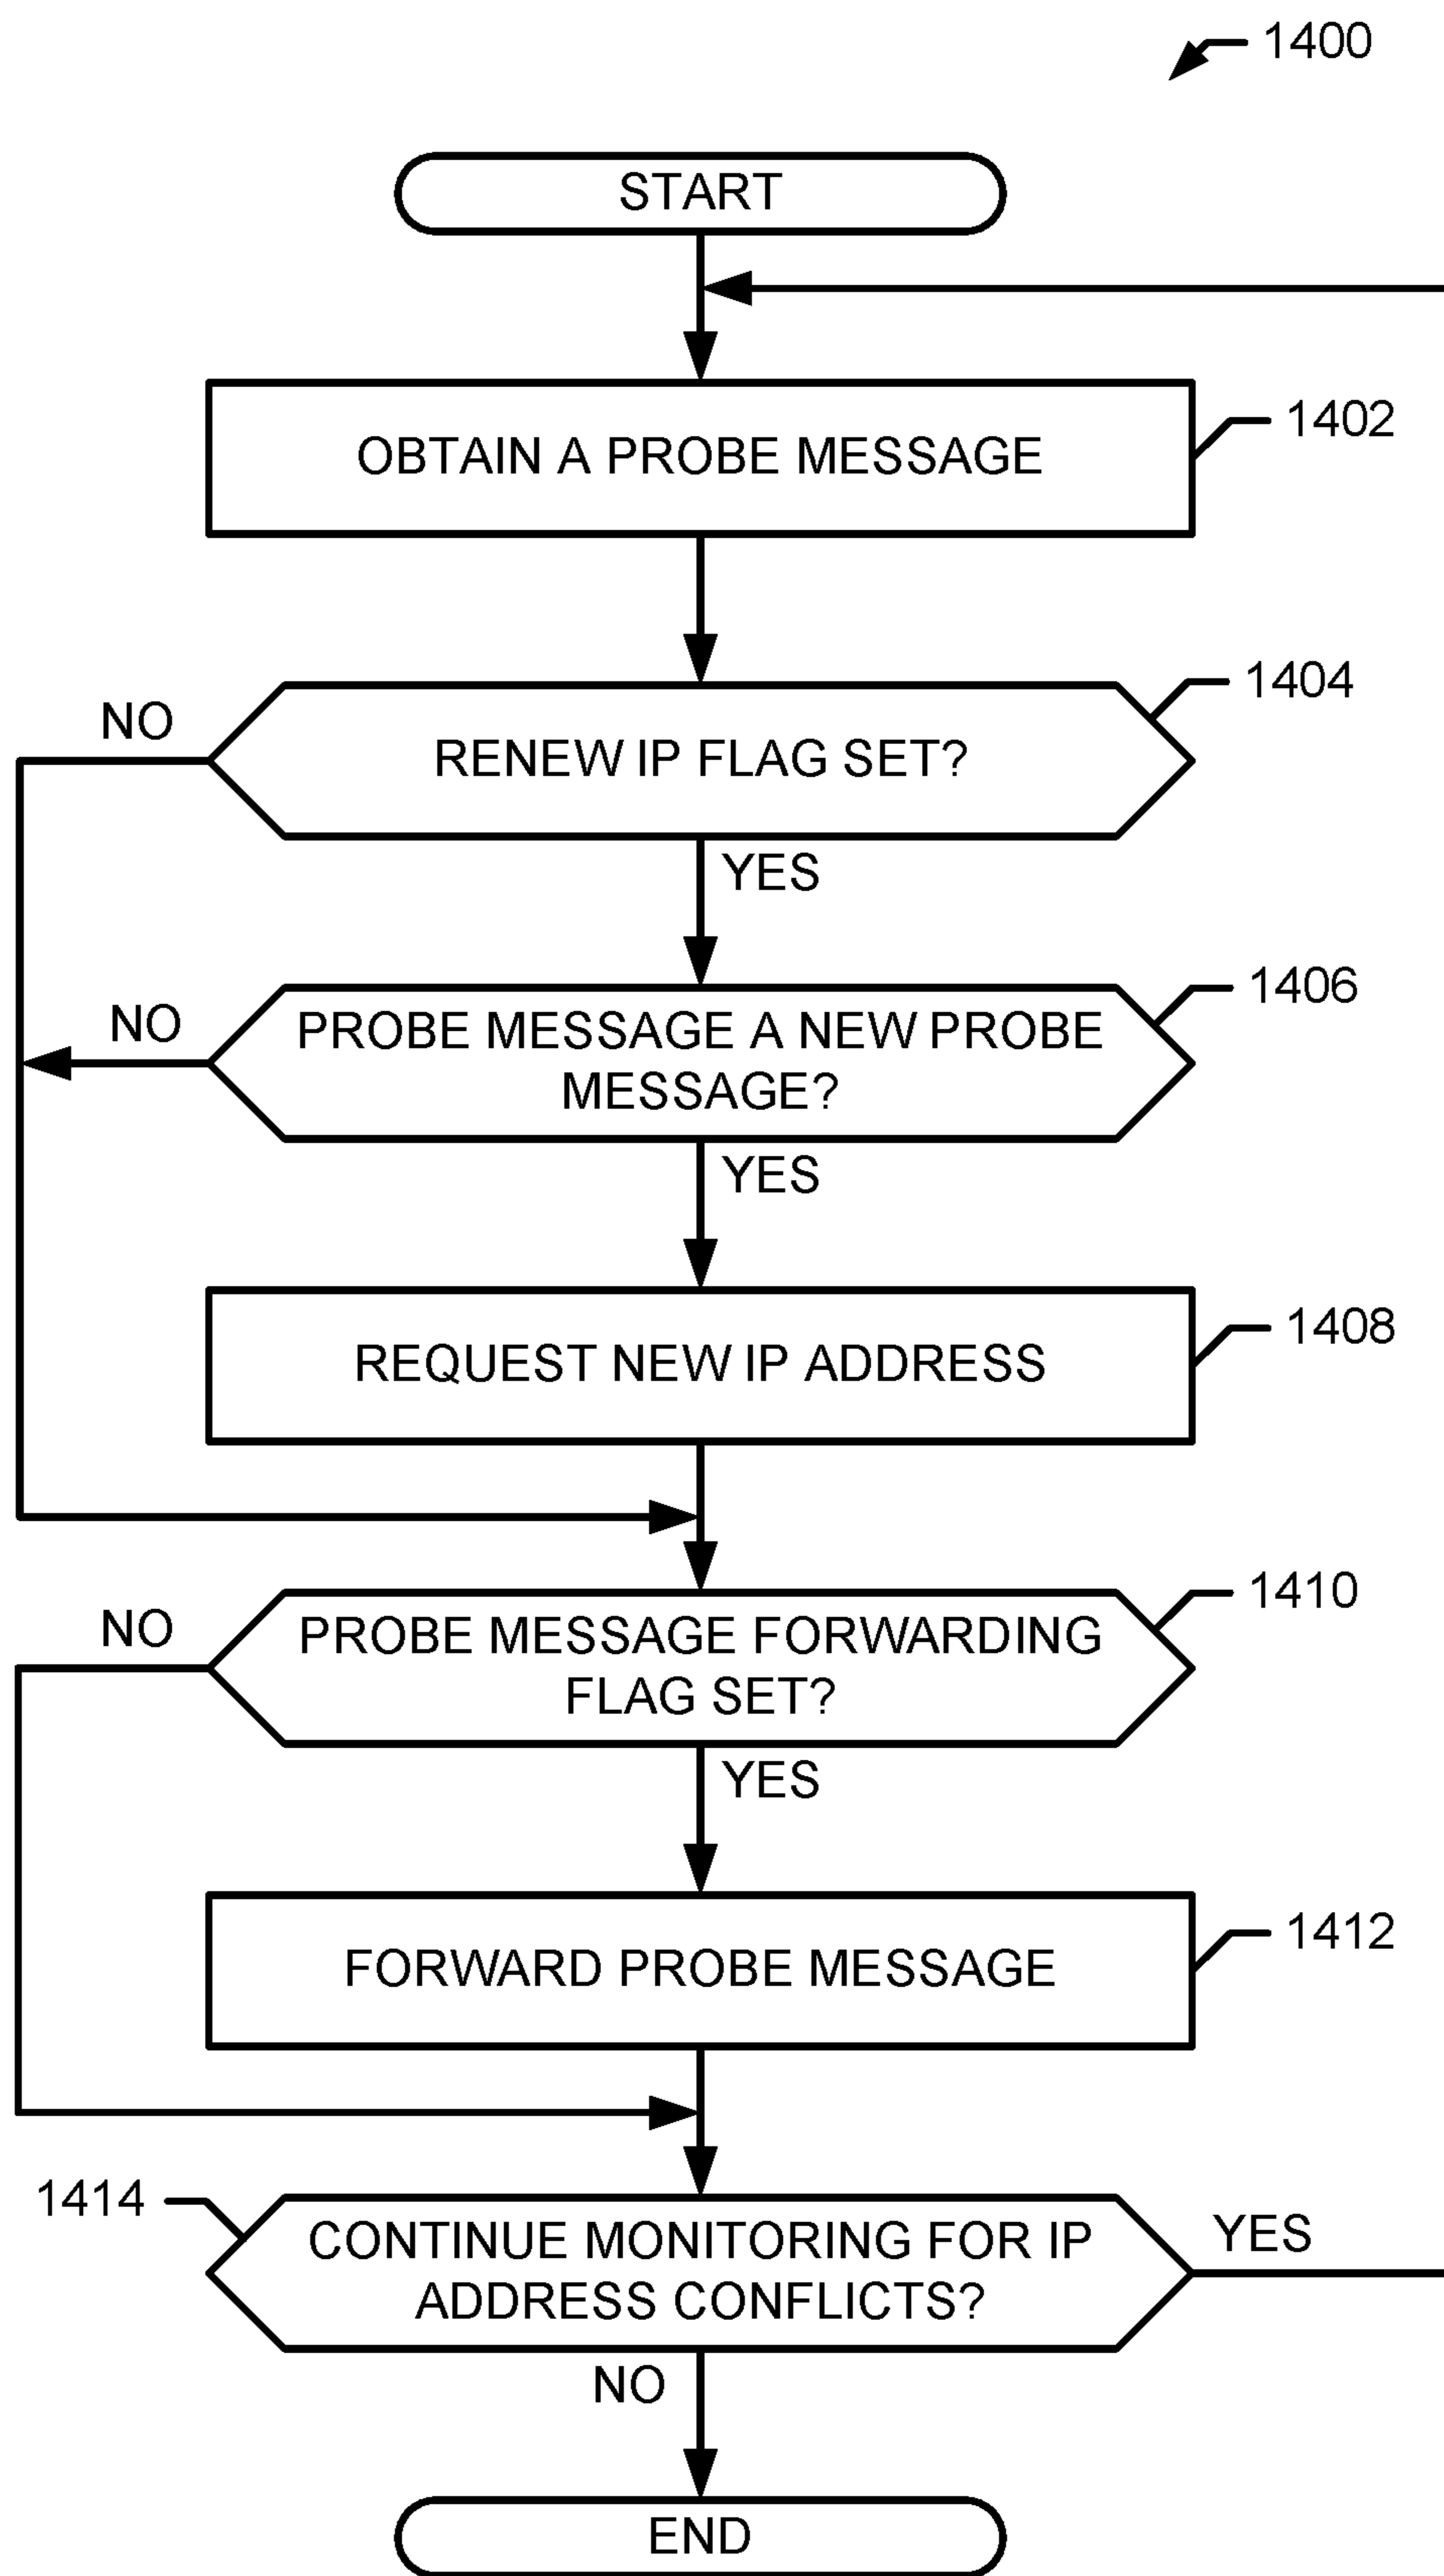 1400
START
OBTAIN A PROBE MESSAGE
1402
RENEW IP FLAG SET?
1404
NO
YES
PROBE MESSAGE A NEW PROBE
MESSAGE?
1406
NO
YES
REQUEST NEW IP ADDRESS
1408
PROBE MESSAGE FORWARDING
FLAG SET?
1410
NO
YES
FORWARD PROBE MESSAGE
1412
1414
CONTINUE MONITORING FOR IP
ADDRESS CONFLICTS?
YES
NO
END